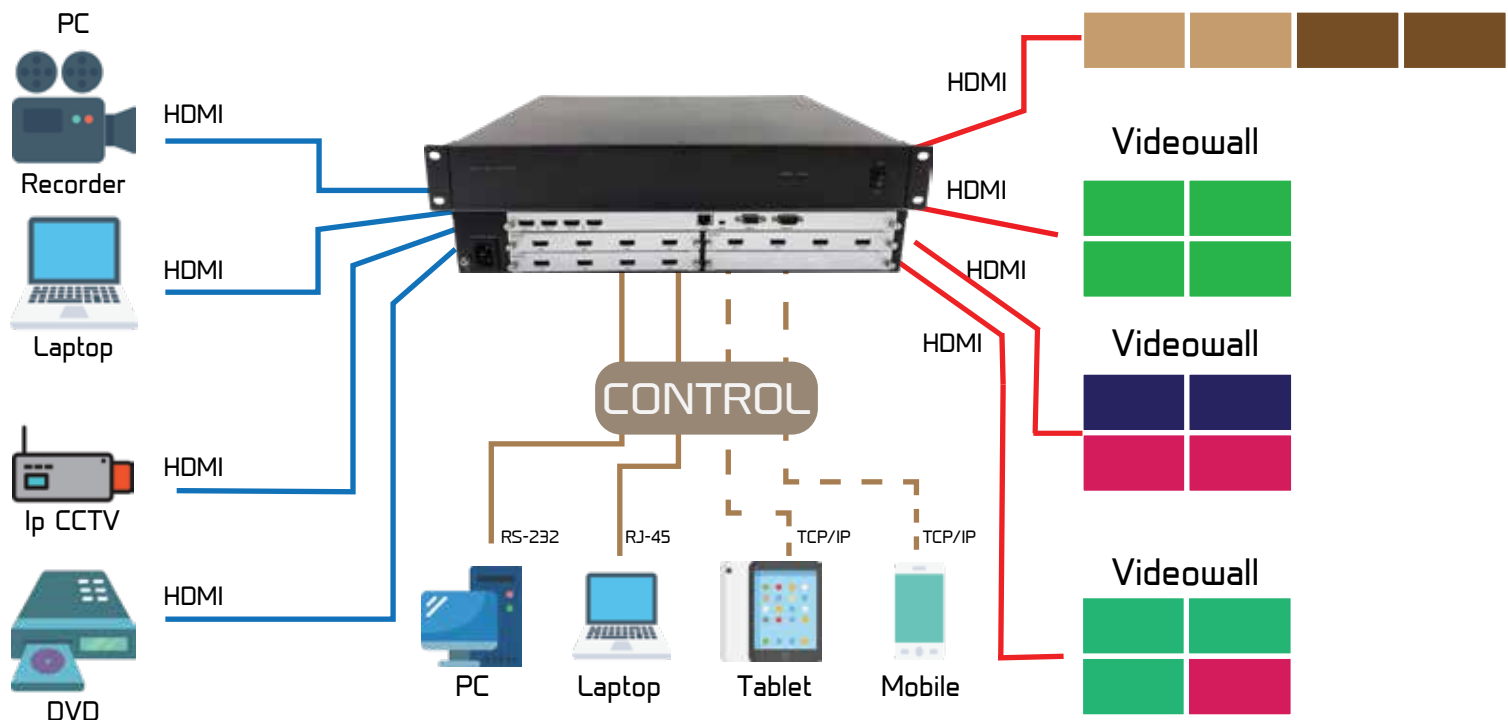 PC
HDMI
Recorder
HDMI
Laptop
HDMI
Ip CCTV
HDMI
DVD
CONTROL
RS-232
RJ-45
TCP/IP
TCP/IP
PC
Laptop
Tablet
Mobile
HDMI
HDMI
HDMI
HDMI
Videowall
Videowall
Videowall